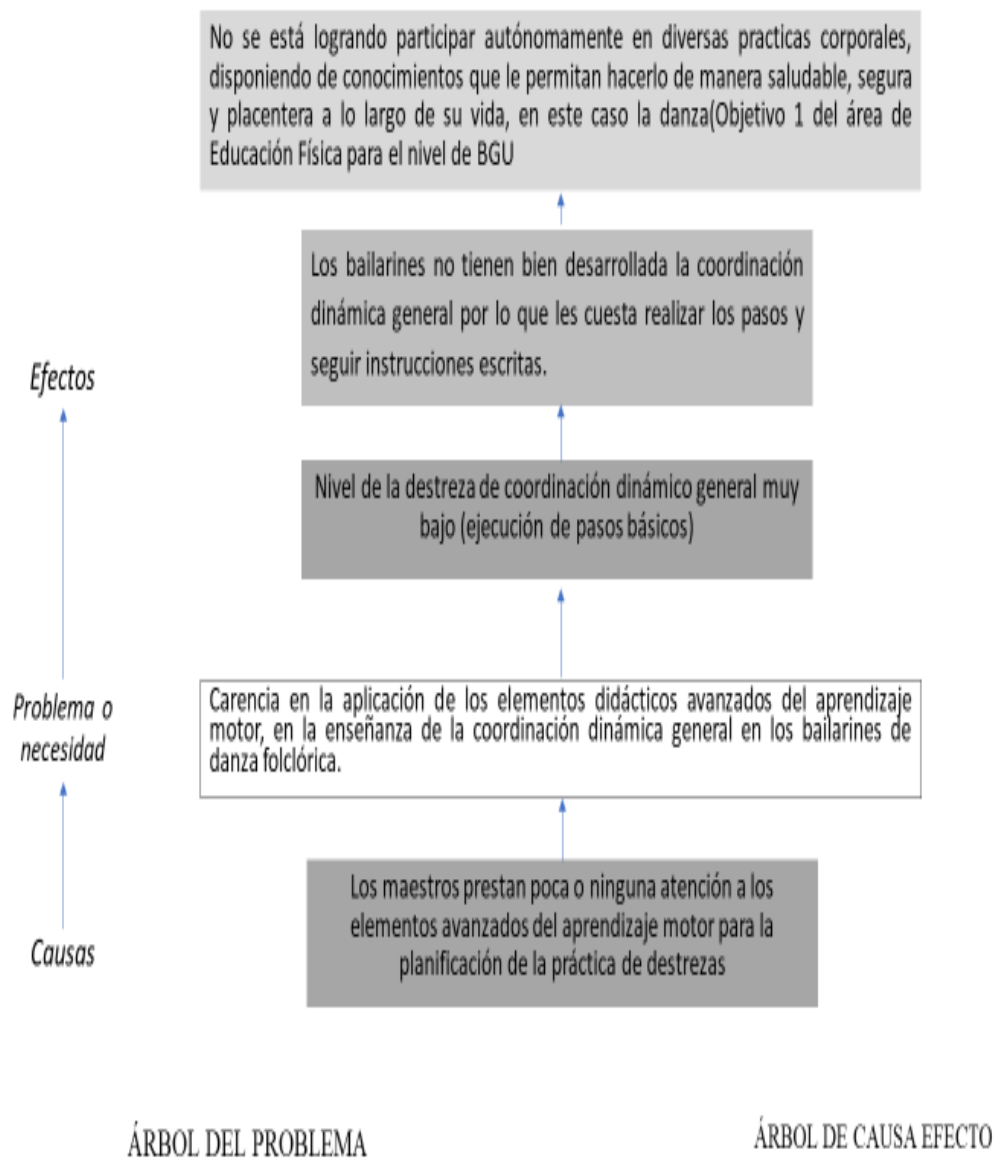 No se está logrando participar autónomamente en diversas practicas corporales,
disponiendo de conocimientos que le permitan hacerlo de manera saludable, segura
y placentera a lo largo de su vida, en este caso la danza(Objetivo 1 del área de
Educación Física para el nivel de BGU
Los bailarines no tienen bien desarrollada la coordinación
dinámica general por lo que les cuesta realizar los pasos y
seguir instrucciones escritas.
Efectos
Nivel de la destreza de coordinación dinámico general muy
bajo (ejecución de pasos básicos)
Problema o
necesidad
Carencia en la aplicación de los elementos didácticos avanzados del aprendizaje
motor, en la enseñanza de la coordinación dinámica general en los bailarines de
danza folclórica.
Los maestros prestan poca o ninguna atención a los
elementos avanzados del aprendizaje motor para la
planificación de la práctica de destrezas
Causas
ÁRBOL DEL PROBLEMA
ÁRBOL DE CAUSA EFECTO